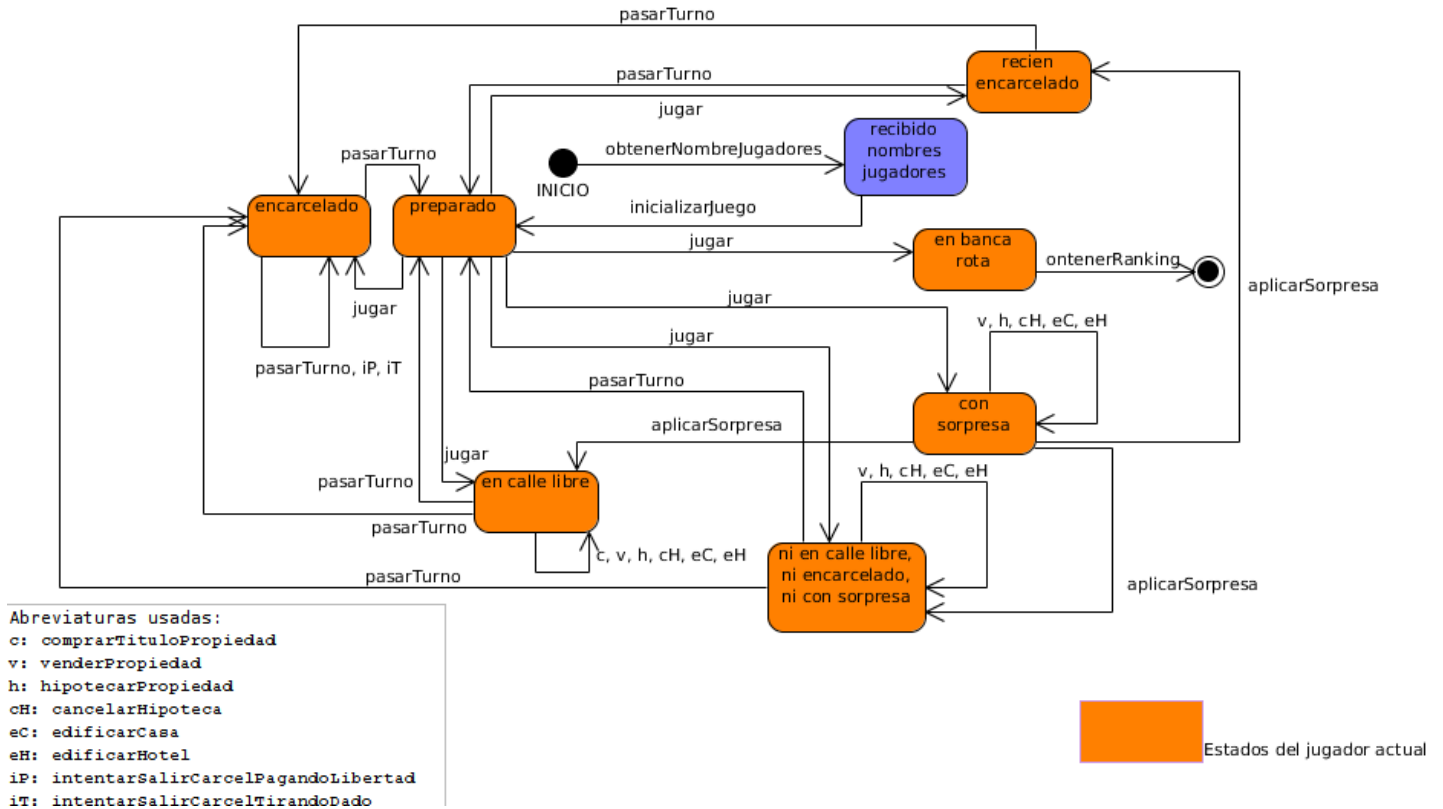 pasarTurno
recien
encarcelado
pasarTurno
jugar
recibido
nombres
jugadores
obtenerNombreJugadores
INICIO
pasarTurno
encarcelado
preparado
inicializarJuego
jugar
en banca
rota
ontenerRanking
aplicarSorpresa
jugar
jugar
v, h, cH, eC, eH
jugar
pasarTurno, iP, iT
pasarTurno
con
sorpresa
aplicarSorpresa
jugar
v, h, cH, eC, eH
pasarTurno
en calle libre
pasarTurno
c, v, h, cH, eC, eH
ni en calle libre,
ni encarcelado,
ni con sorpresa
pasarTurno
aplicarSorpresa
Abreviaturas usadas:
c: comprarTituloPropiedad
v: venderPropiedad
h: hipotecarPropiedad
cH: cancelarHipoteca
eC: edificarCasa
eH: edificarHotel
iP: intentarSalirCarcelPagandoLibertad
iT: intentarSalirCarcelTirandoDado
Estados del jugador actual